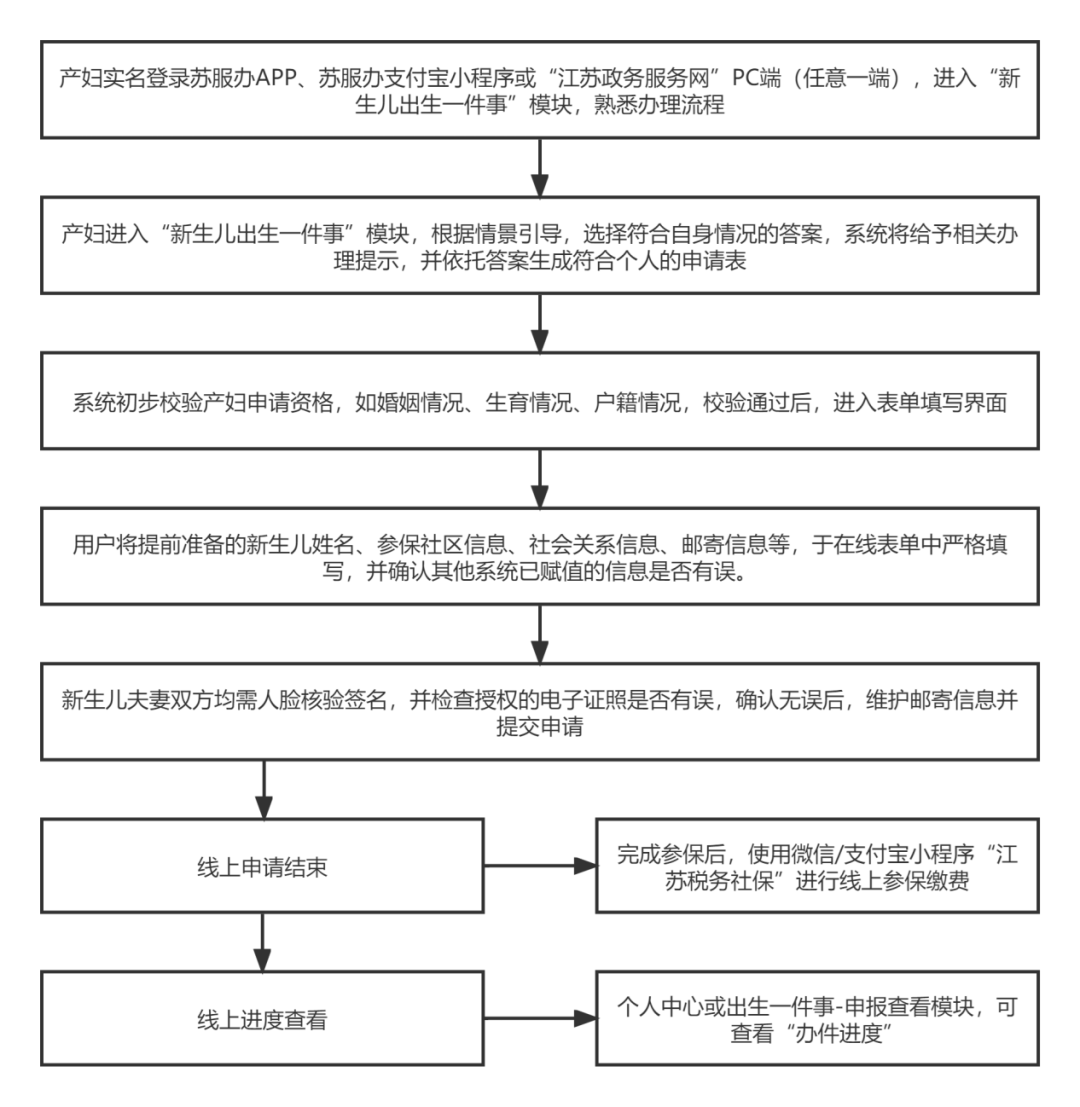 产妇实名登录苏服办APP、苏服办支付宝小程序或“江苏政务服务网”PC端（任意一端），进入“新
生儿出生一件事”模块，熟悉办理流程
产妇进入“新生儿出生一件事”模块，根据情景引导，选择符合自身情况的答案，系统将给予相关办
理提示，并依托答案生成符合个人的申请表
系统初步校验产妇申请资格，如婚姻情况、生育情况、户籍情况，校验通过后，进入表单填写界面
用户将提前准备的新生儿姓名、参保社区信息、社会关系信息、邮寄信息等，于在线表单中严格填
写，并确认其他系统已赋值的信息是否有误。
新生儿夫妻双方均需人脸核验签名，并检查授权的电子证照是否有误，确认无误后，维护邮寄信息并
提交申请
线上申请结束
完成参保后，使用微信/支付宝小程序“江
苏税务社保”进行线上参保缴费
线上进度查看
个人中心或出生一件事-申报查看模块，可
查看“办件进度”